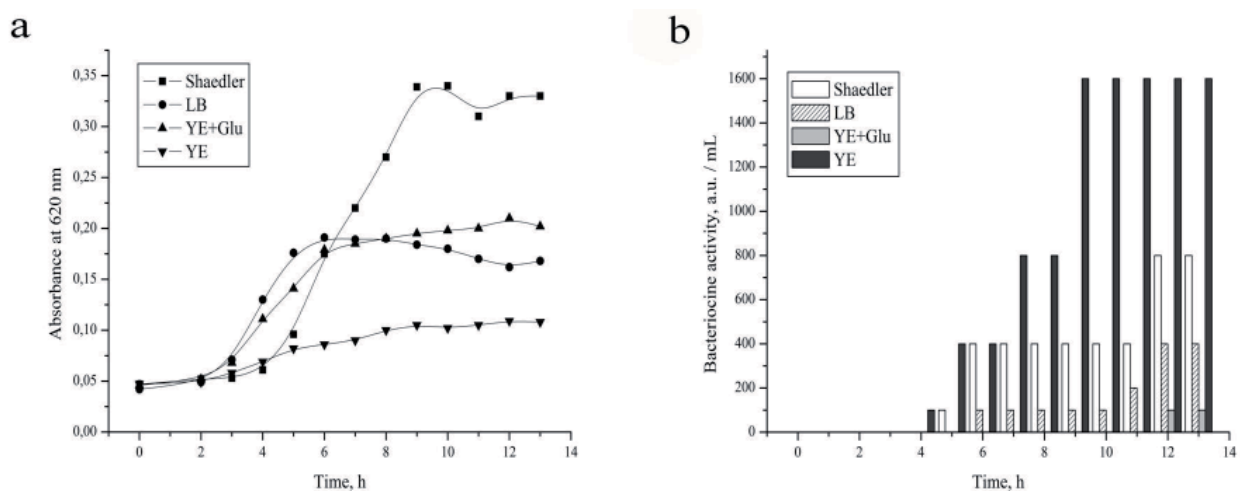 a
Absorbance at 620 nm
0,35
0,30
0,25
0,20
0,15
0,10
0,05
0,00
Shaedler
LB
YE+Glu
YE
0 2 4 6 8 10 12 14
Time, h
b
Bacteriocine activity, a.u. / mL
1600
1400
1200
1000
800
600
400
200
0
Shaedler
LB
YE+Glu
YE
0 2 4 6 8 10 12 14
Time, h